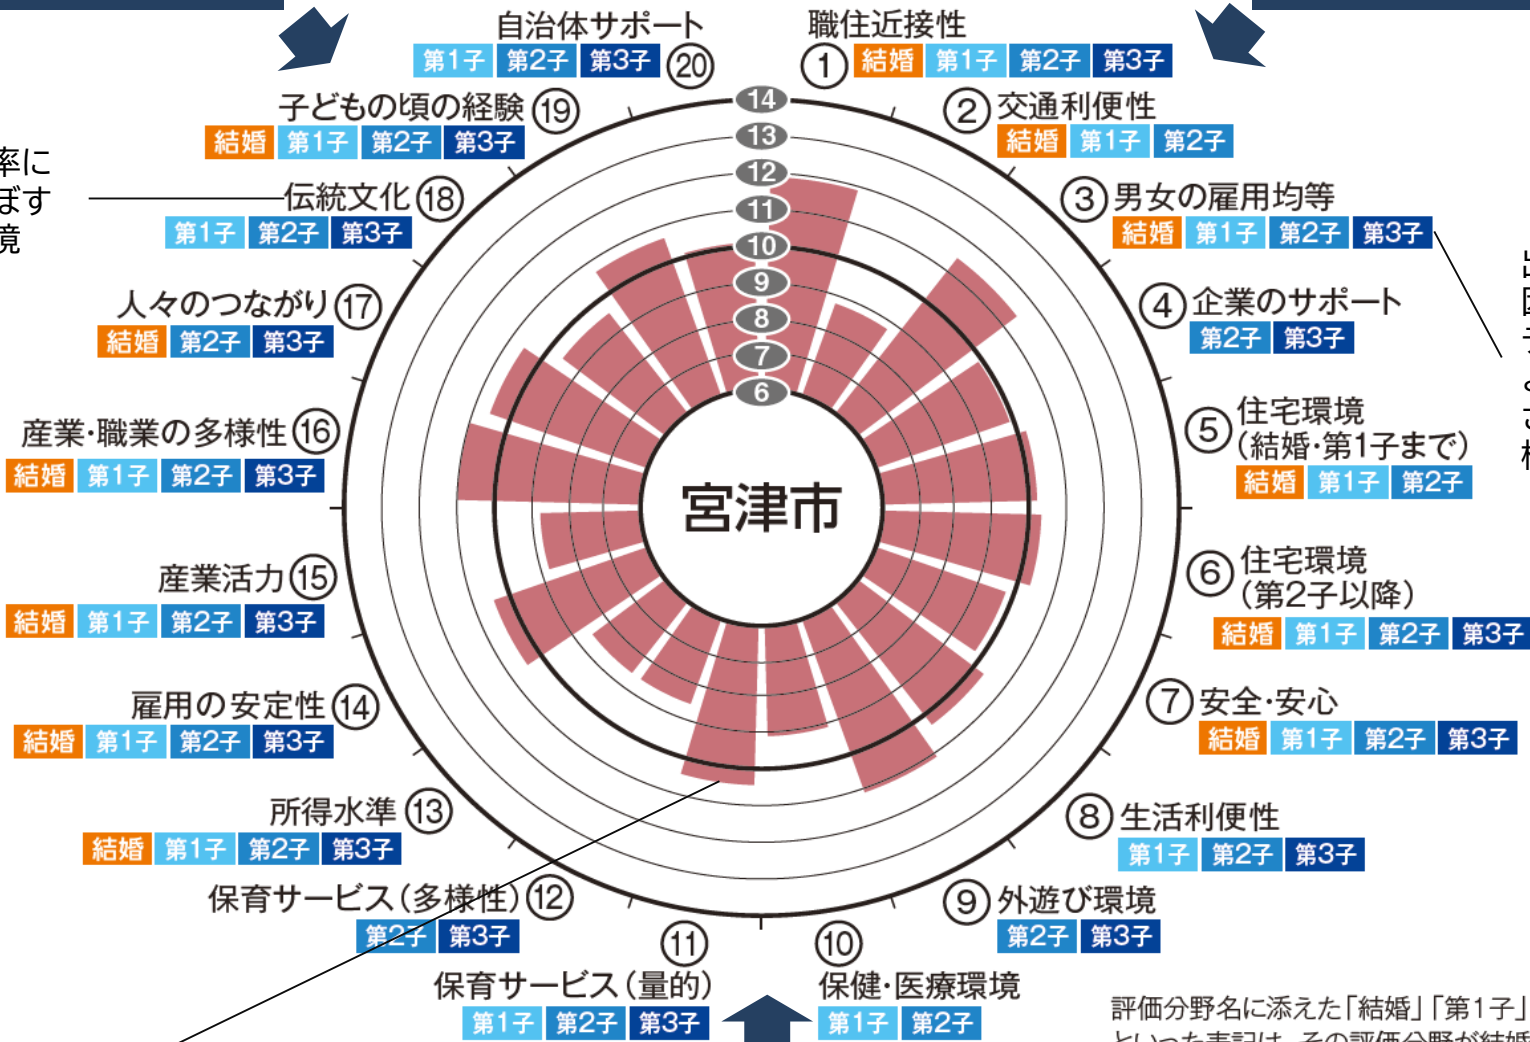 自治体サポート
第1子 第2子 第3子 ⑳
職住近接性
① 結婚 第1子 第2子 第3子
子どもの頃の経験 ⑲
結婚 第1子 第2子 第3子
② 交通利便性
結婚 第1子 第2子
率に
ぼす
境
伝統文化 ⑱
第1子 第2子 第3子
③ 男女の雇用均等
結婚 第1子 第2子 第3子
人々のつながり ⑰
結婚 第2子 第3子
④ 企業のサポート
第2子 第3子
産業・職業の多様性 ⑯
結婚 第1子 第2子 第3子
⑤ 住宅環境
(結婚・第1子まで)
結婚 第1子 第2子
14
13
12
11
10
9
8
7
6
宮津市
産業活力 ⑮
結婚 第1子 第2子 第3子
⑥ 住宅環境
(第2子以降)
結婚 第1子 第2子 第3子
雇用の安定性 ⑭
結婚 第1子 第2子 第3子
⑦ 安全・安心
結婚 第1子 第2子 第3子
所得水準 ⑬
結婚 第1子 第2子 第3子
⑧ 生活利便性
第1子 第2子 第3子
保育サービス(多様性) ⑫
第2子 第3子
⑨ 外遊び環境
第2子 第3子
⑪
保育サービス(量的)
第1子 第2子 第3子
⑩
保健・医療環境
第1子 第2子
評価分野名に添えた「結婚」「第1子」
といった表記は、その評価分野が結婚